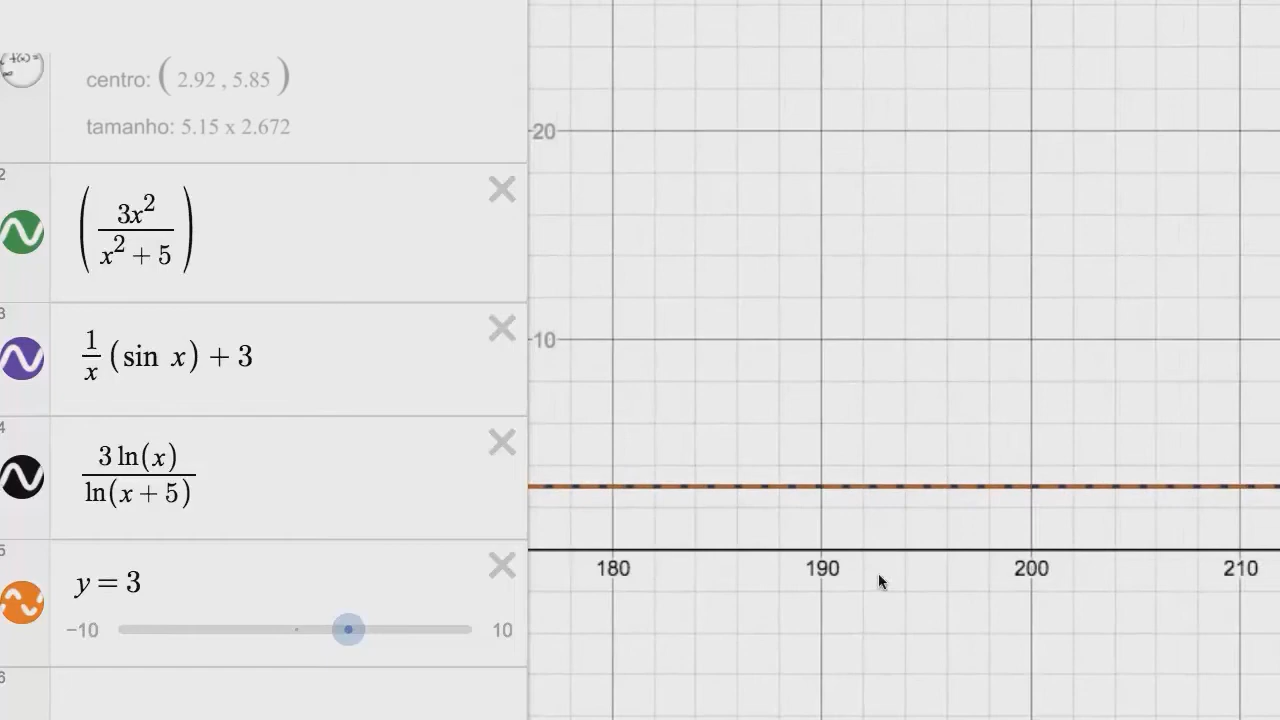 centro: ( 2.92 , 5.85 )
tamanho: 5.15 x 2.672
2
(3x^2 / x^2 + 5)
3
1/x (sin x) + 3
4
3 ln(x) / ln(x + 5)
5
y = 3
−10
10
6
20
10
180
190
200
210